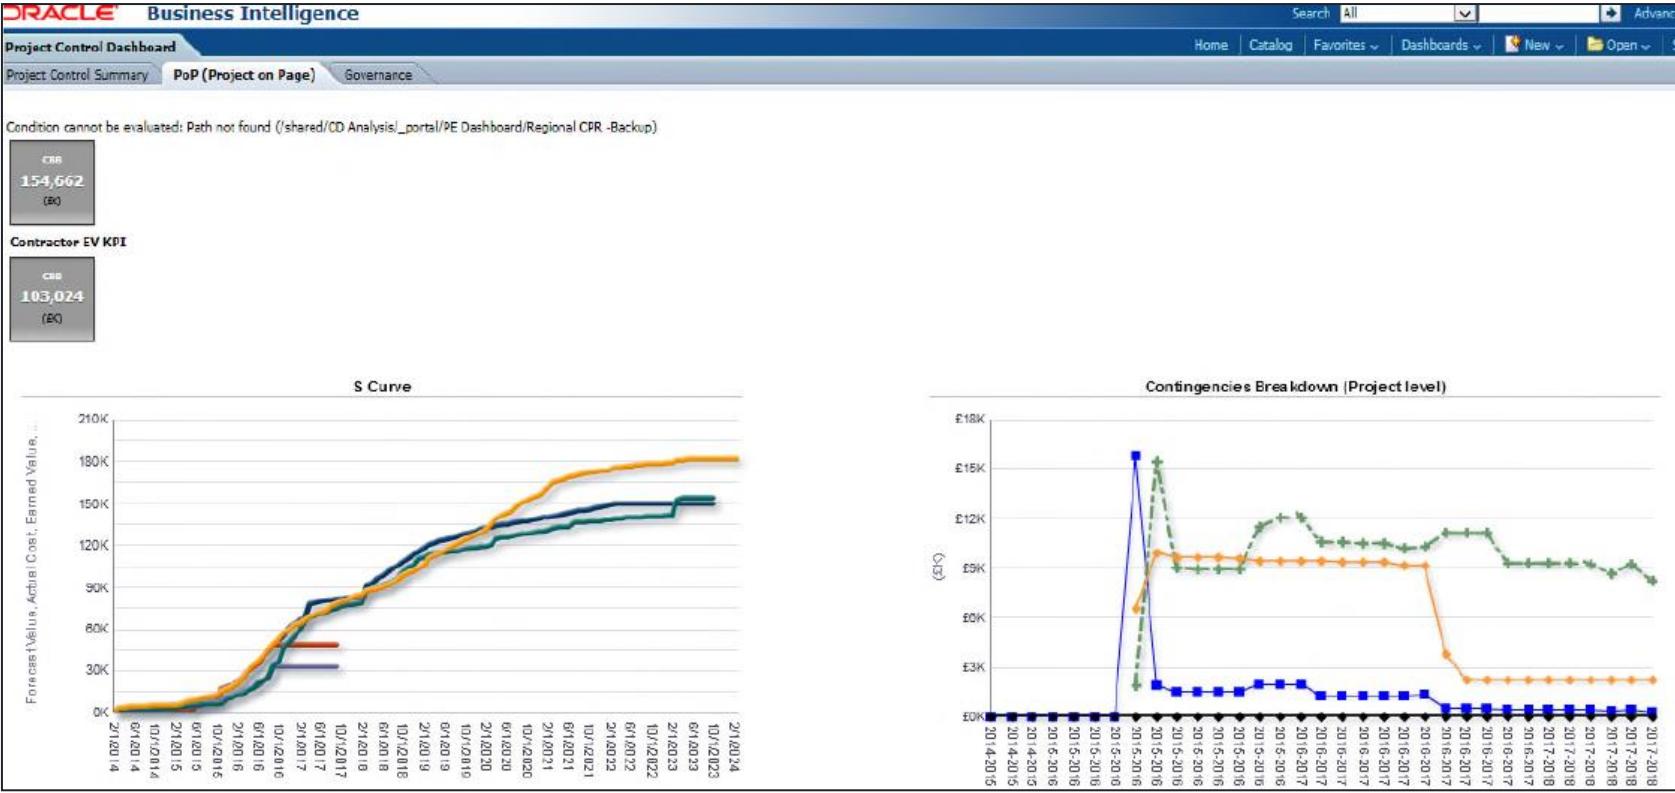 ORACLE Business Intelligence
Search All Advanc
Project Control Dashboard
Home Catalog Favorites Dashboards New Open
Project Control Summary PoP (Project on Page) Governance
Condition cannot be evaluated: Path not found (/shared/CD Analysis/_portal/PE Dashboard/Regional CPR -Backup)
CBB
154,662
(£K)
Contractor EV KPI
CBB
103,024
(£K)
S Curve
Forecast Value, Actual Cost, Earned Value, ...
210K
180K
150K
120K
90K
60K
30K
0K
2/1/2014
6/1/2014
10/1/2014
2/1/2015
6/1/2015
10/1/2015
2/1/2016
6/1/2016
10/1/2016
2/1/2017
6/1/2017
10/1/2017
2/1/2018
6/1/2018
10/1/2018
2/1/2019
6/1/2019
10/1/2019
2/1/2020
6/1/2020
10/1/2020
2/1/2021
6/1/2021
10/1/2021
2/1/2022
6/1/2022
10/1/2022
2/1/2023
6/1/2023
10/1/2023
2/1/2024
Contingencies Breakdown (Project level)
(£K)
£18K
£15K
£12K
£9K
£6K
£3K
£0K
2014-2015
2014-2015
2014-2015
2015-2016
2015-2016
2015-2016
2015-2016
2015-2016
2015-2016
2015-2016
2015-2016
2015-2016
2015-2016
2015-2016
2015-2016
2016-2017
2016-2017
2016-2017
2016-2017
2016-2017
2016-2017
2016-2017
2016-2017
2016-2017
2016-2017
2016-2017
2017-2018
2017-2018
2017-2018
2017-2018
2017-2018
2017-2018